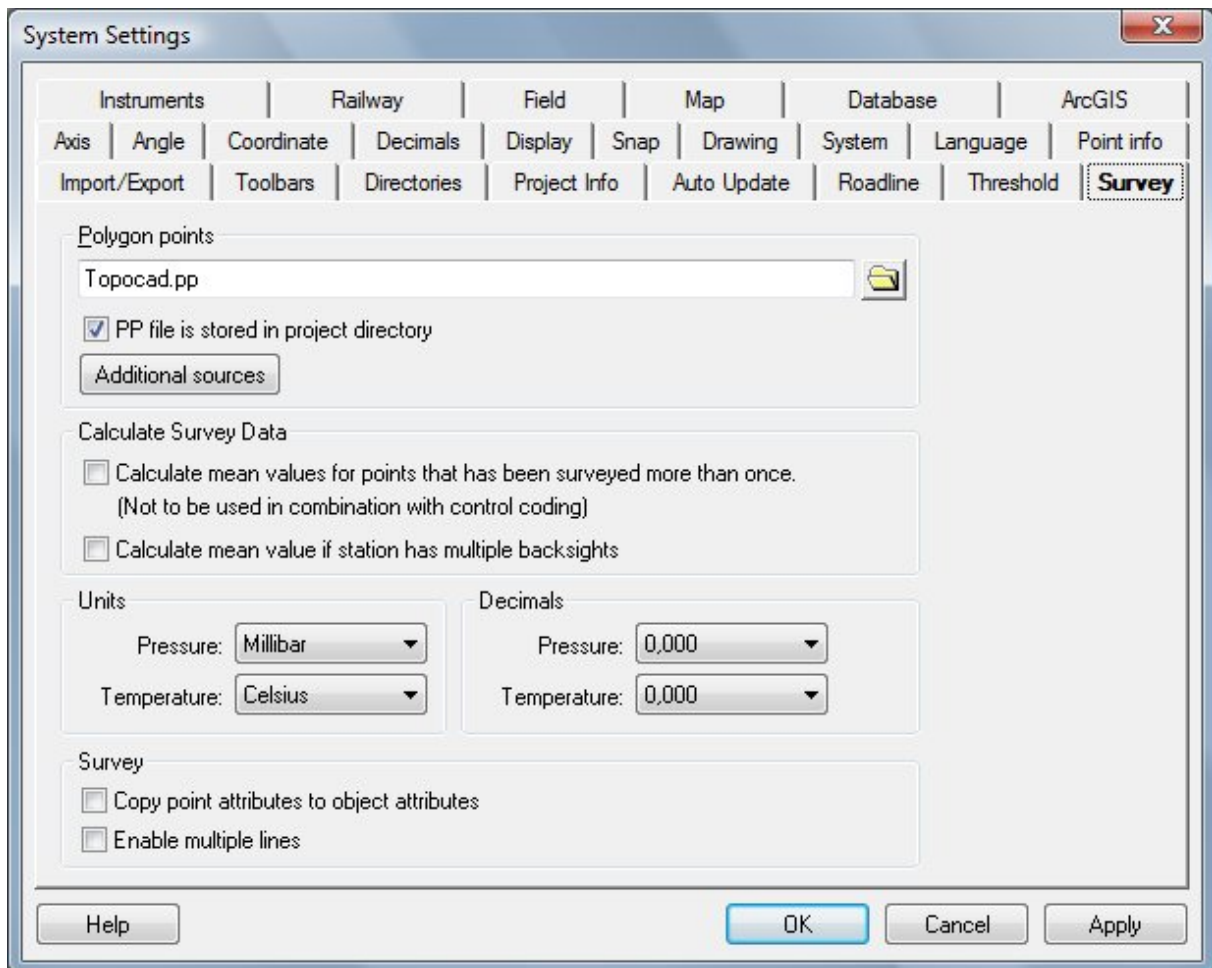 System Settings
Instruments Railway Field Map Database ArcGIS
Axis Angle Coordinate Decimals Display Snap Drawing System Language Point info
Import/Export Toolbars Directories Project Info Auto Update Roadline Threshold Survey
Polygon points
Topocad.pp
PP file is stored in project directory
Additional sources
Calculate Survey Data
Calculate mean values for points that has been surveyed more than once.
(Not to be used in combination with control coding)
Calculate mean value if station has multiple backsights
Units Decimals
Pressure: Millibar Pressure: 0,000
Temperature: Celsius Temperature: 0,000
Survey
Copy point attributes to object attributes
Enable multiple lines
Help OK Cancel Apply